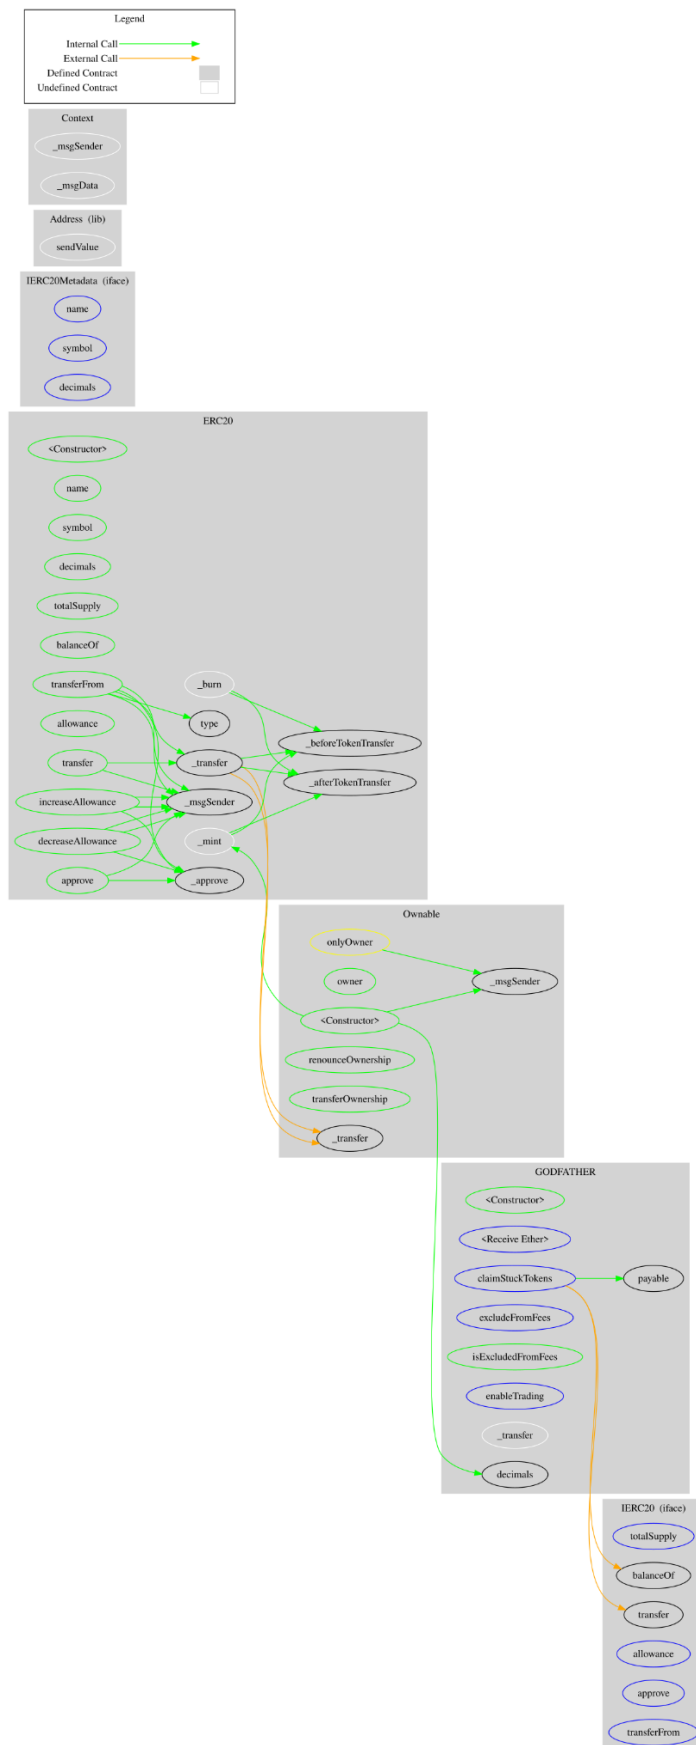 Legend
Internal Call
External Call
Defined Contract
Undefined Contract
Context
_msgSender
_msgData
Address (lib)
sendValue
IERC20Metadata (iface)
name
symbol
decimals
ERC20
<Constructor>
name
symbol
decimals
totalSupply
balanceOf
transferFrom
_burn
allowance
type
_beforeTokenTransfer
transfer
_transfer
_afterTokenTransfer
increaseAllowance
_msgSender
decreaseAllowance
_mint
approve
_approve
Ownable
onlyOwner
owner
_msgSender
<Constructor>
renounceOwnership
transferOwnership
_transfer
GODFATHER
<Constructor>
<Receive Ether>
claimStuckTokens
payable
excludeFromFees
isExcludedFromFees
enableTrading
_transfer
decimals
IERC20 (iface)
totalSupply
balanceOf
transfer
allowance
approve
transferFrom